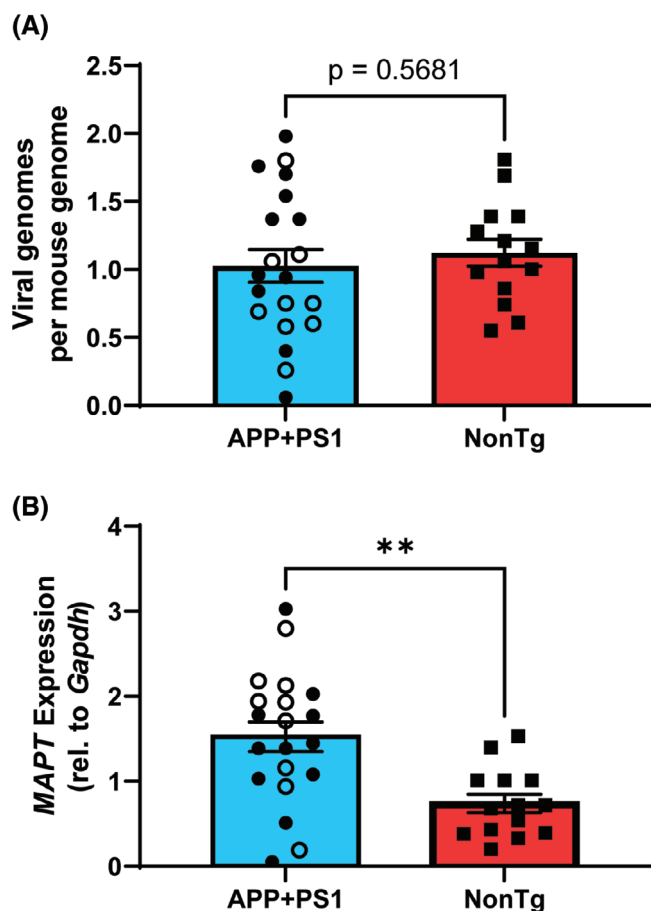 (A)
p = 0.5681
Viral genomes
per mouse genome
2.5
2.0
1.5
1.0
0.5
0.0
APP+PS1
NonTg
(B)
**
MAPT Expression
(rel. to Gapdh)
4
3
2
1
0
APP+PS1
NonTg